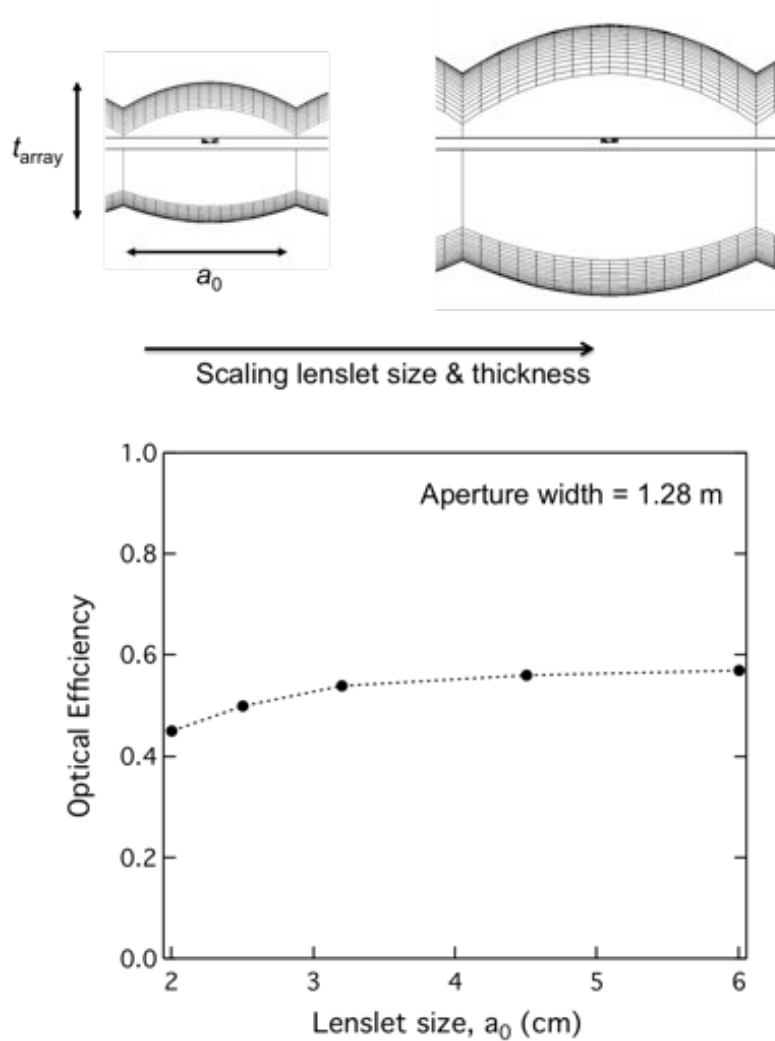 t_array
a_0
Scaling lenslet size & thickness
Aperture width = 1.28 m
Optical Efficiency
1.0
0.8
0.6
0.4
0.2
0.0
2 3 4 5 6
Lenslet size, a_0 (cm)